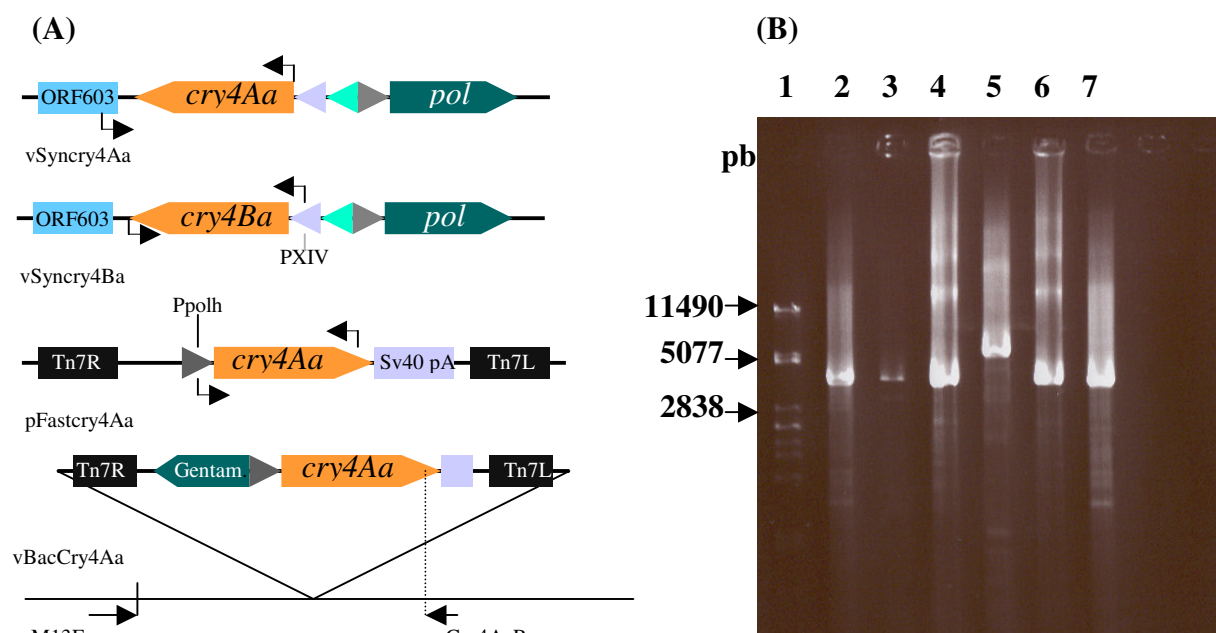 (A)
ORF603 cry4Aa pol
vSyncry4Aa
ORF603 cry4Ba pol
PXIV
vSyncry4Ba
Ppolh
Tn7R cry4Aa Sv40 pA Tn7L
pFastcry4Aa
Tn7R Gentam. cry4Aa Tn7L
vBacCry4Aa
(B)
1 2 3 4 5 6 7
pb
11490
5077
2838